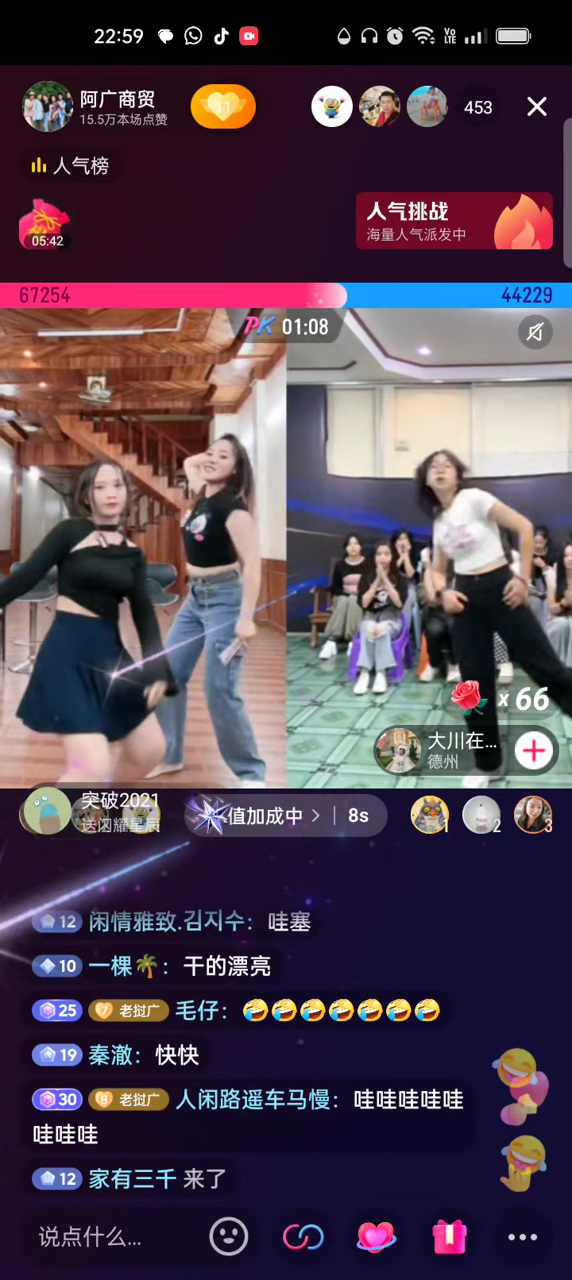 22:59
Vo
LTE
阿广商贸
15.5万本场点赞
11
453
人气榜
05:42
人气挑战
海量人气派发中
67254
44229
PK 01:08
x 66
大川在...
德州
突破2021
送闪耀星辰
值加成中 > | 8s
1
2
3
12 闲情雅致.김지수： 哇塞
10 一棵🌴： 干的漂亮
25 7 老挝广 毛仔：🤣🤣🤣🤣🤣🤣🤣
19 秦澈： 快快
30 8 老挝广 人闲路遥车马慢： 哇哇哇哇哇
哇哇哇
12 家有三千 来了
说点什么...